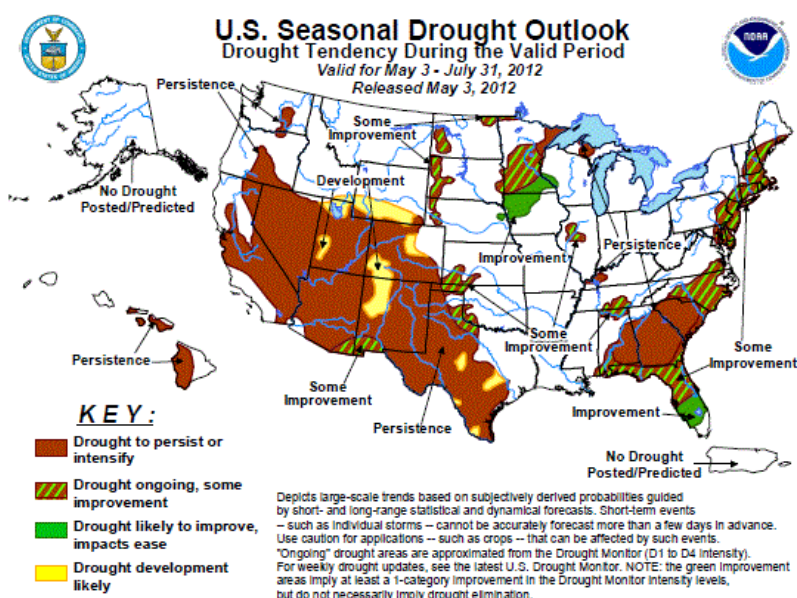 U.S. Seasonal Drought Outlook
Drought Tendency During the Valid Period
Valid for May 3 - July 31, 2012
Released May 3, 2012
DEPARTMENT OF COMMERCE
UNITED STATES OF AMERICA
NOAA
Persistence
Some
Improvement
Development
No Drought
Posted/Predicted
Improvement
Persistence
Some
Improvement
Some
Improvement
Persistence
Some
Improvement
Persistence
Improvement
No Drought
Posted/Predicted
KEY:
Drought to persist or
intensify
Drought ongoing, some
improvement
Drought likely to improve,
impacts ease
Drought development
likely
Depicts large-scale trends based on subjectively derived probabilities guided
by short- and long-range statistical and dynamical forecasts. Short-term events
-- such as individual storms -- cannot be accurately forecast more than a few days in advance.
Use caution for applications -- such as crops -- that can be affected by such events.
"Ongoing" drought areas are approximated from the Drought Monitor (D1 to D4 intensity).
For weekly drought updates, see the latest U.S. Drought Monitor. NOTE: the green improvement
areas imply at least a 1-category improvement in the Drought Monitor intensity levels,
but do not necessarily imply drought elimination.